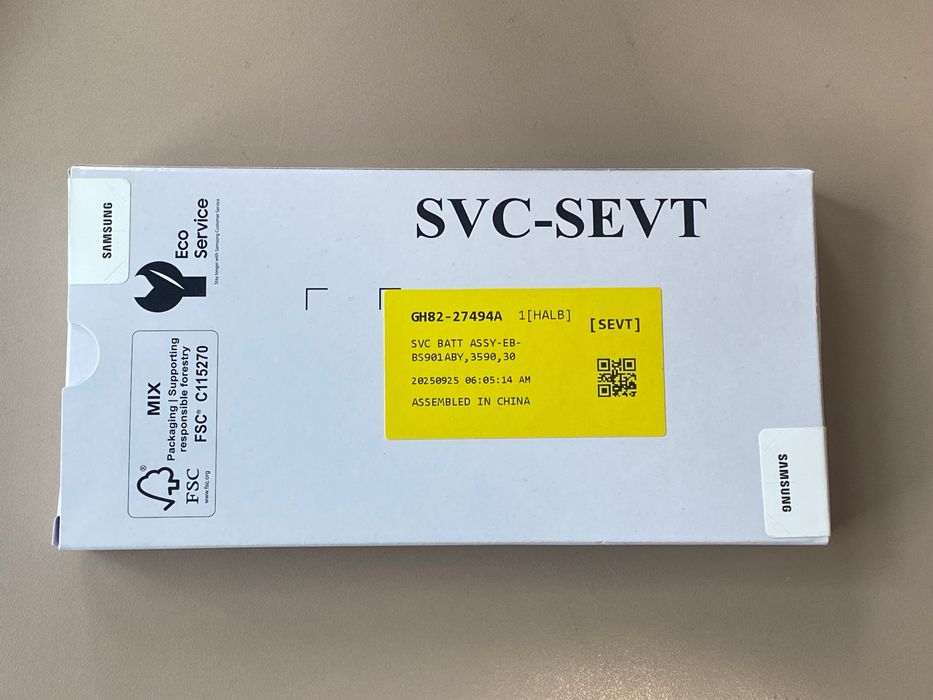 SAMSUNG
Eco
Service
Stay longer with Samsung Customer Service
SVC-SEVT
GH82-27494A 1[HALB]
[SEVT]
SVC BATT ASSY-EB-
BS901ABY,3590,30
20250925 06:05:14 AM
ASSEMBLED IN CHINA
MIX
Packaging | Supporting
responsible forestry
FSC® C115270
®
FSC
www.fsc.org
SAMSUNG